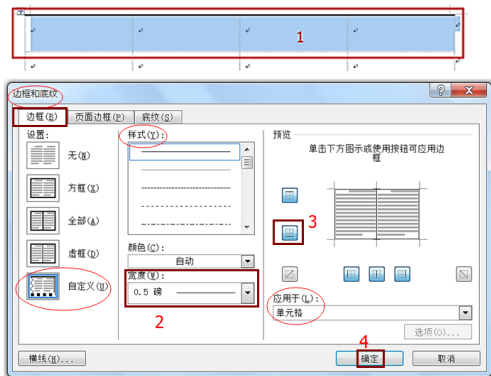 1
边框和底纹
边框(B) 页面边框(P) 底纹(S)
设置:
无(N)
方框(X)
全部(A)
虚框(D)
自定义(U)
样式(Y):
颜色(C):
自动
宽度(W):
0.5 磅
2
预览
单击下方图示或使用按钮可应用边
框
3
应用于(L):
单元格
选项(O)...
4
横线(H)... 确定 取消